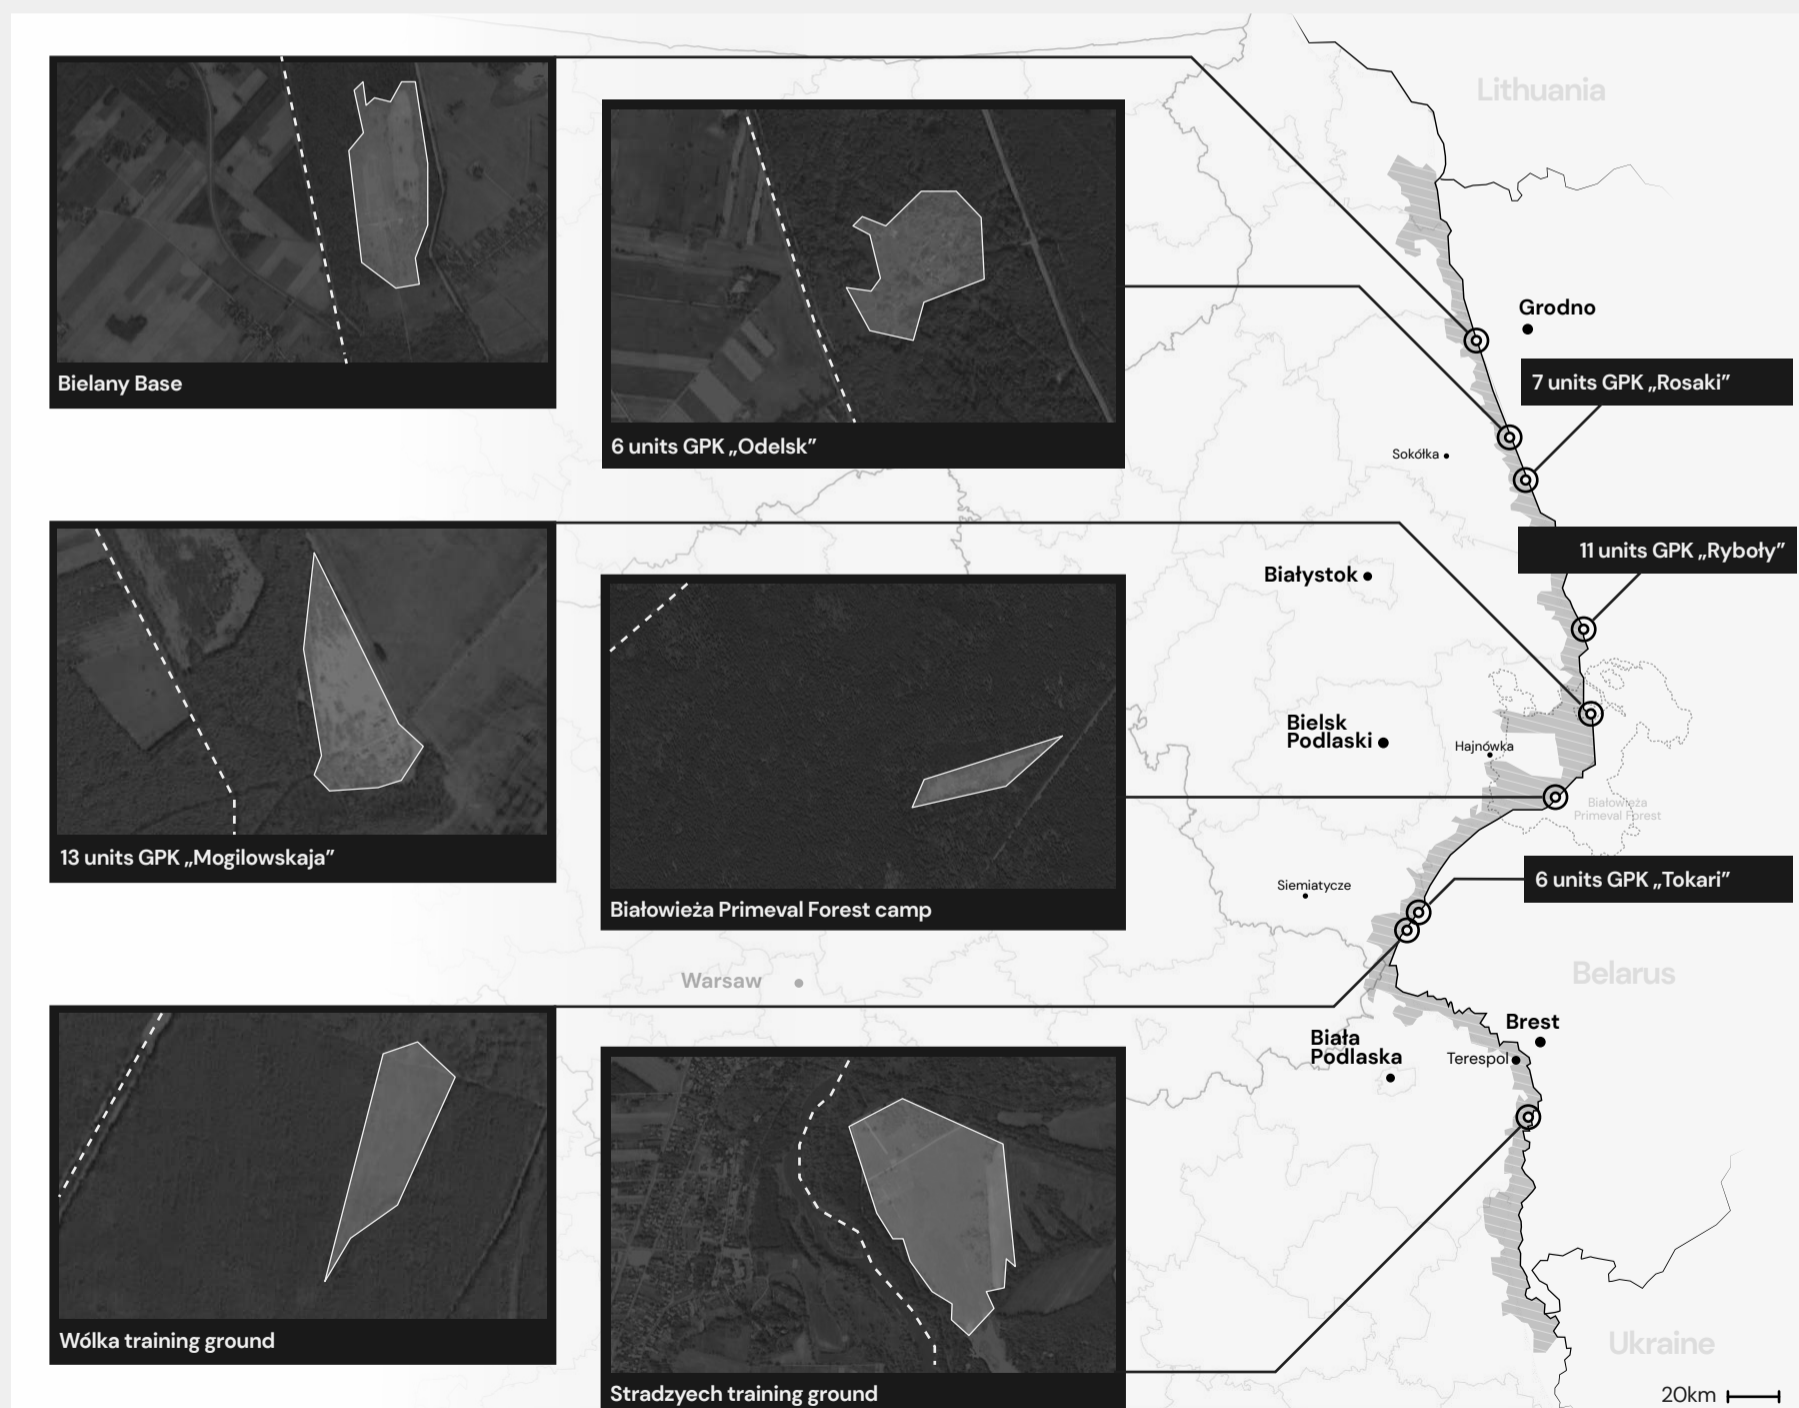 Lithuania
Grodno
Bielany Base
7 units GPK „Rosaki”
6 units GPK „Odelsk”
Sokółka
11 units GPK „Ryboły”
Białystok
Bielsk
Podlaski
Hajnówka
Białowieża
Primeval Forest
13 units GPK „Mogilowskaja”
6 units GPK „Tokari”
Siemiatycze
Białowieża Primeval Forest camp
Warsaw
Belarus
Brest
Biała
Podlaska
Terespol
Wólka training ground
Ukraine
Stradzyech training ground
20km